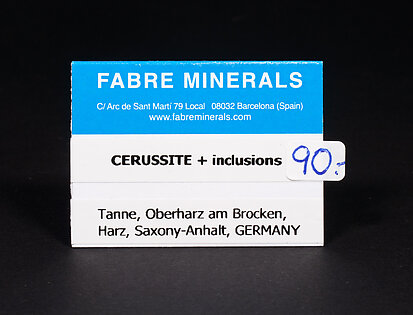 FABRE MINERALS
C/ Arc de Sant Martí 79 Local 08032 Barcelona (Spain)
www.fabreminerals.com
CERUSSITE + inclusions 90.-
Tanne, Oberharz am Brocken,
Harz, Saxony-Anhalt, GERMANY